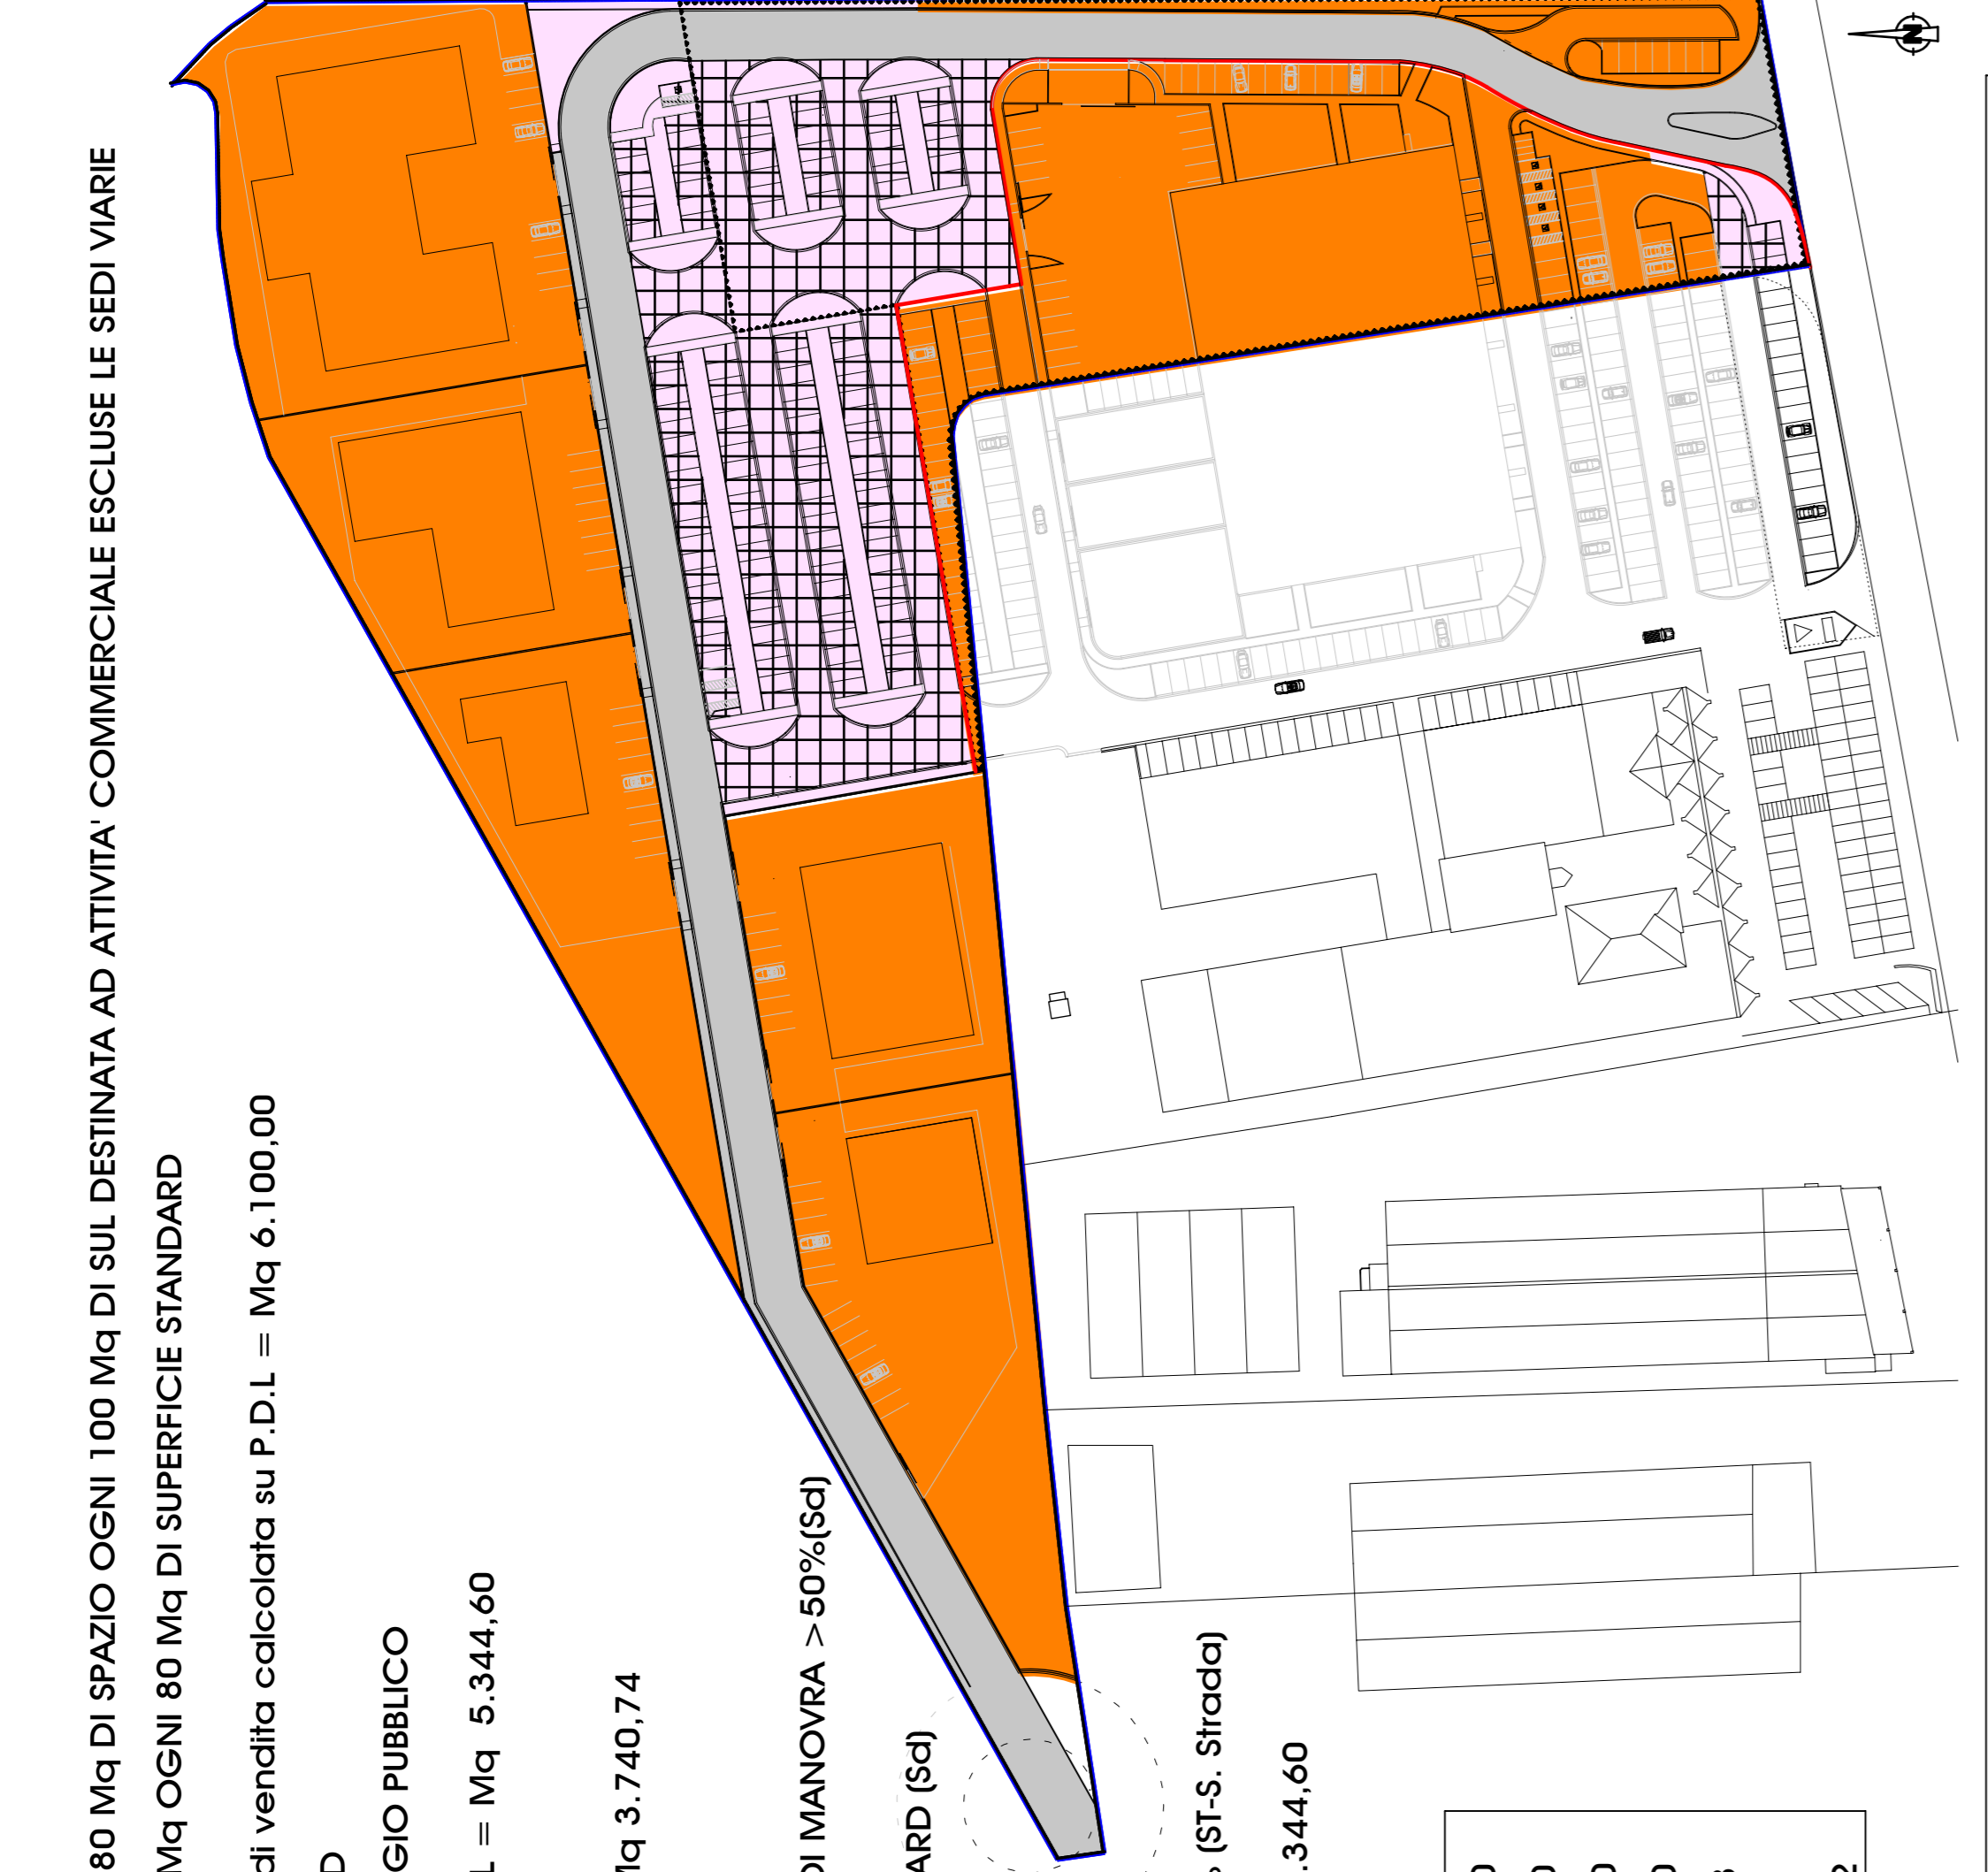 80 Mq DI SPAZIO OGNI 100 Mq DI SUL DESTINATA AD ATTIVITA' COMMERCIALE ESCLUSE LE SEDI VIARIE
Mq OGNI 80 Mq DI SUPERFICIE STANDARD
di vendita calcolata su P.D.L = Mq 6.100,00
D
GIO PUBBLICO
L = Mq 5.344,60
Mq 3.740,74
DI MANOVRA >50%(Sd)
ARD (Sd)
(ST-S. Strada)
.344,60
N